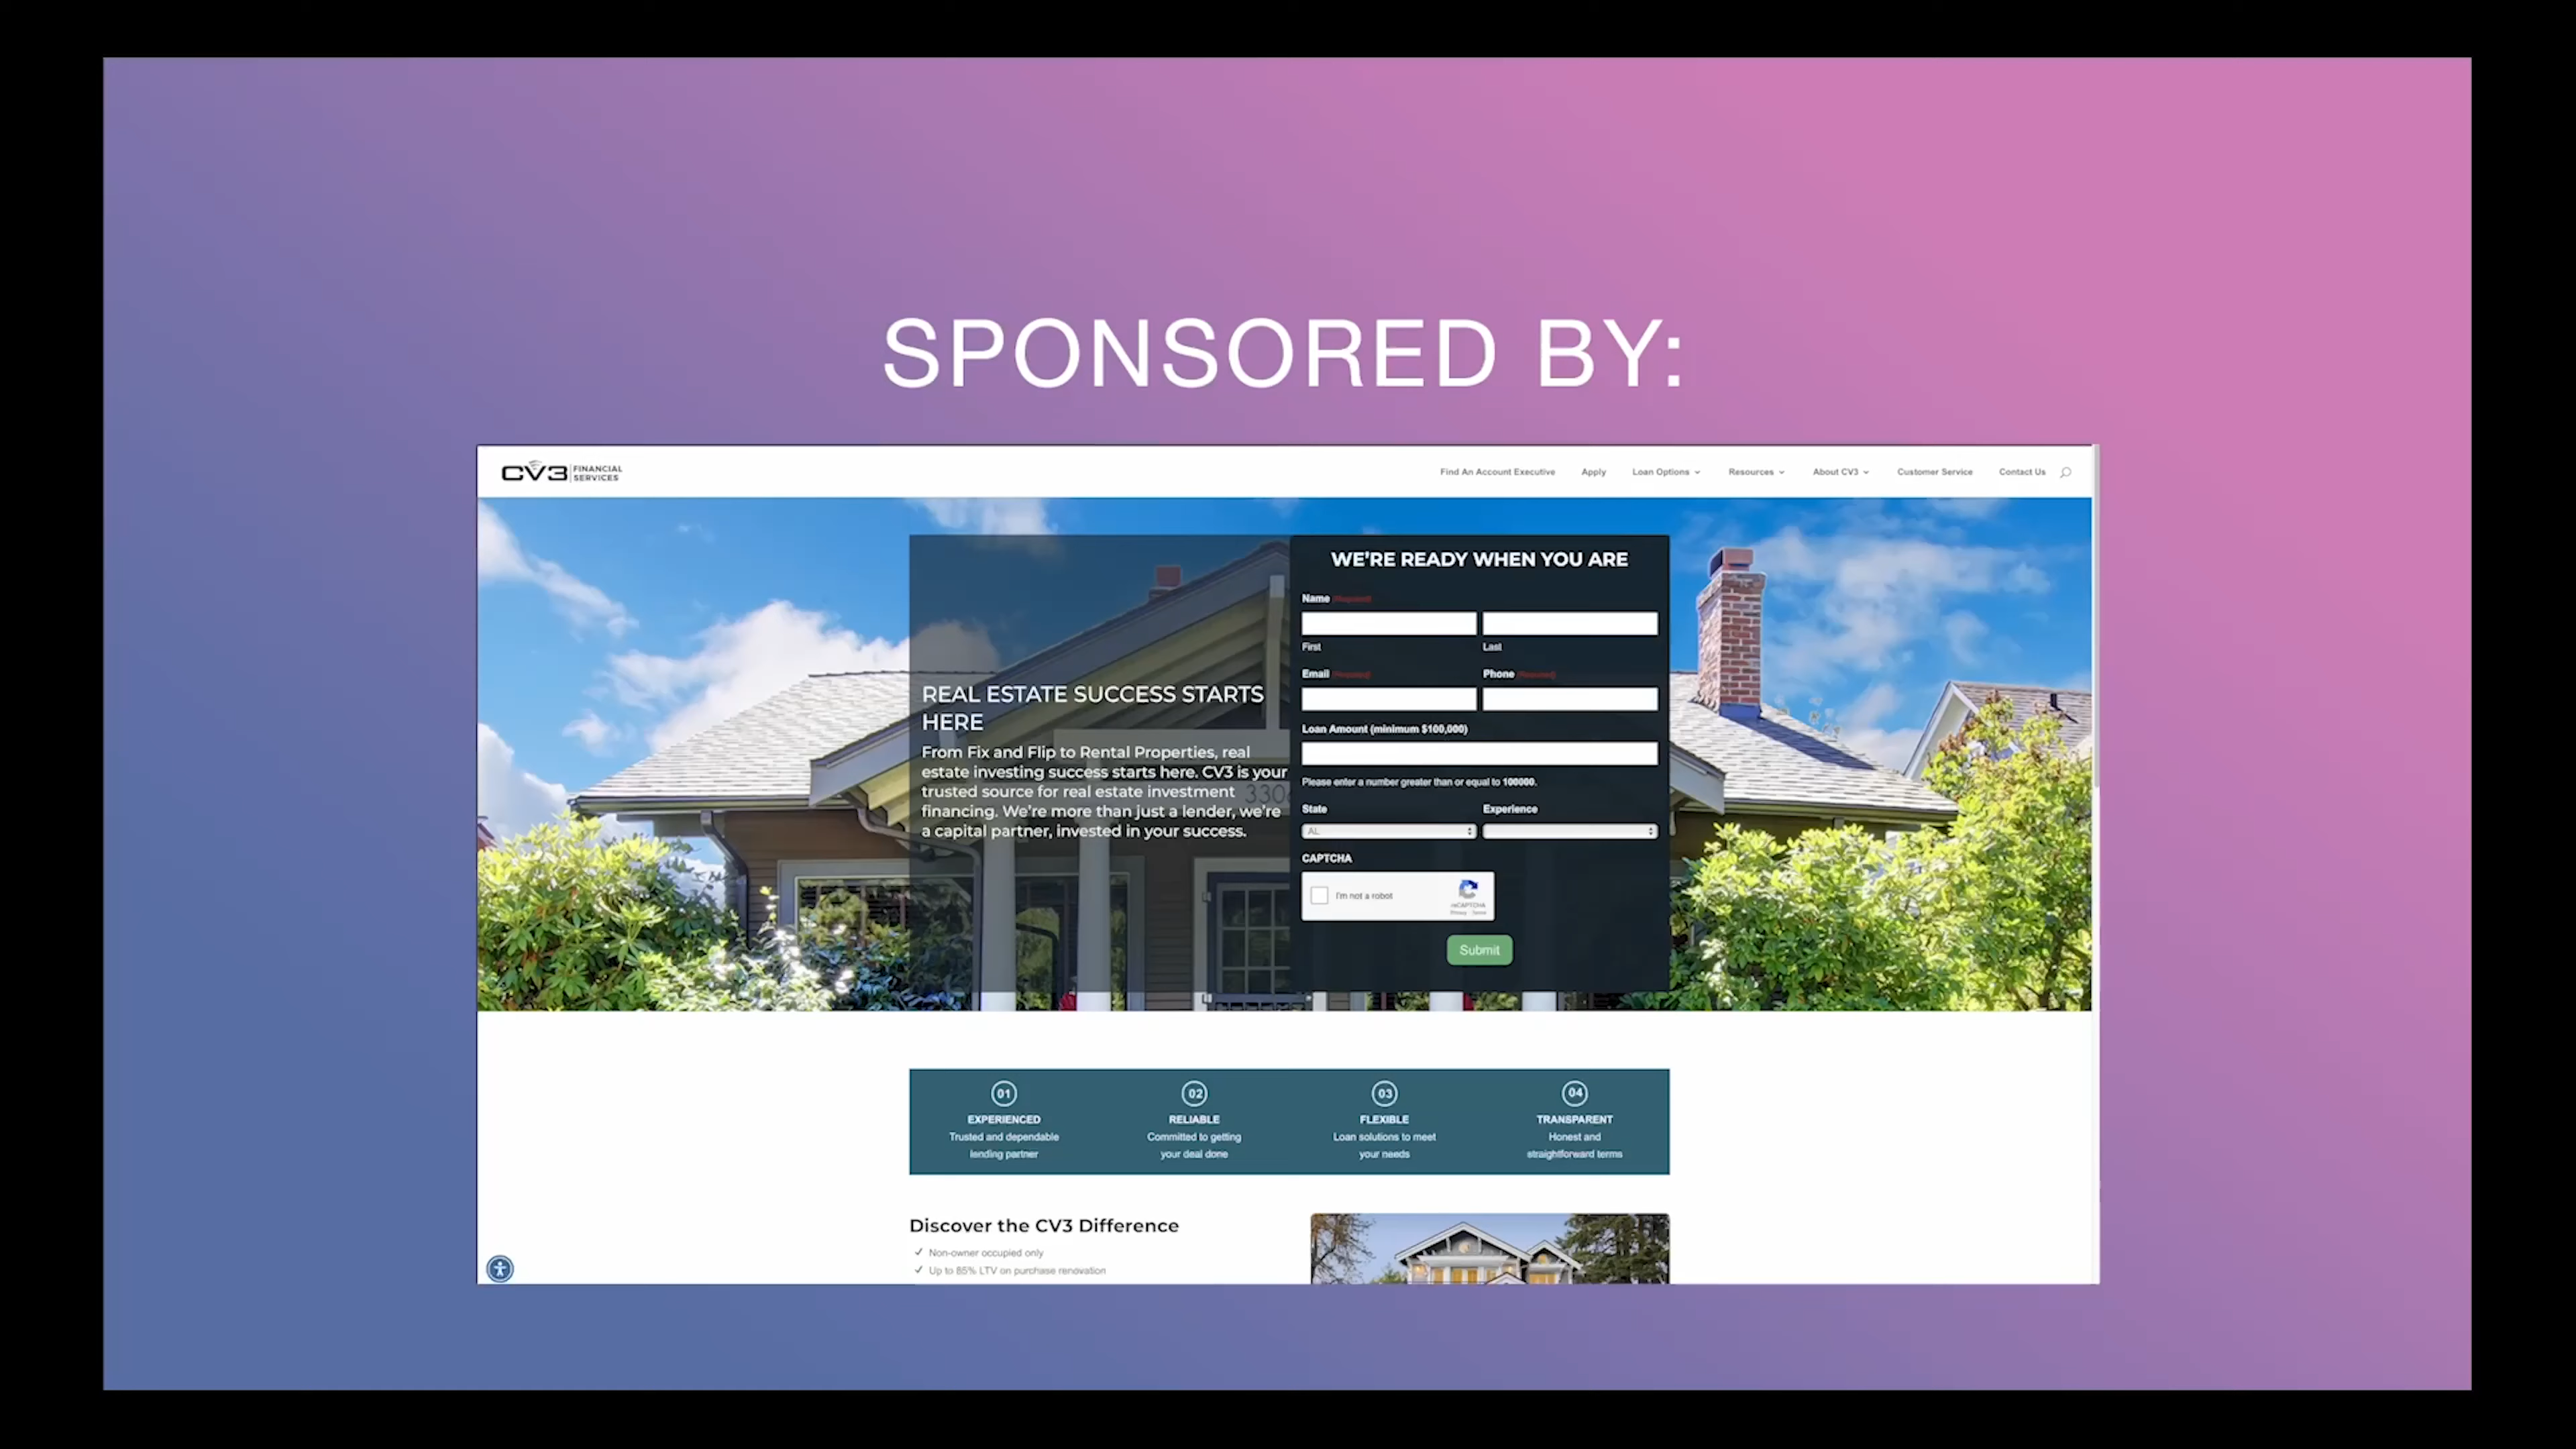 SPONSORED BY:
CV3 FINANCIAL SERVICES
Find An Account Executive Apply Loan Options Resources About CV3 Customer Service Contact Us
WE'RE READY WHEN YOU ARE
Name (Required)
First Last
Email (Required) Phone (Required)
Loan Amount (minimum $100,000)
Please enter a number greater than or equal to 100000.
State Experience
AL
CAPTCHA
I'm not a robot
reCAPTCHA
Privacy - Terms
Submit
REAL ESTATE SUCCESS STARTS
HERE
From Fix and Flip to Rental Properties, real
estate investing success starts here. CV3 is your
trusted source for real estate investment
financing. We're more than just a lender, we're
a capital partner, invested in your success.
01 02 03 04
EXPERIENCED RELIABLE FLEXIBLE TRANSPARENT
Trusted and dependable Committed to getting Loan solutions to meet Honest and
lending partner your deal done your needs straightforward terms
Discover the CV3 Difference
Non-owner occupied only
Up to 85% LTV on purchase renovation